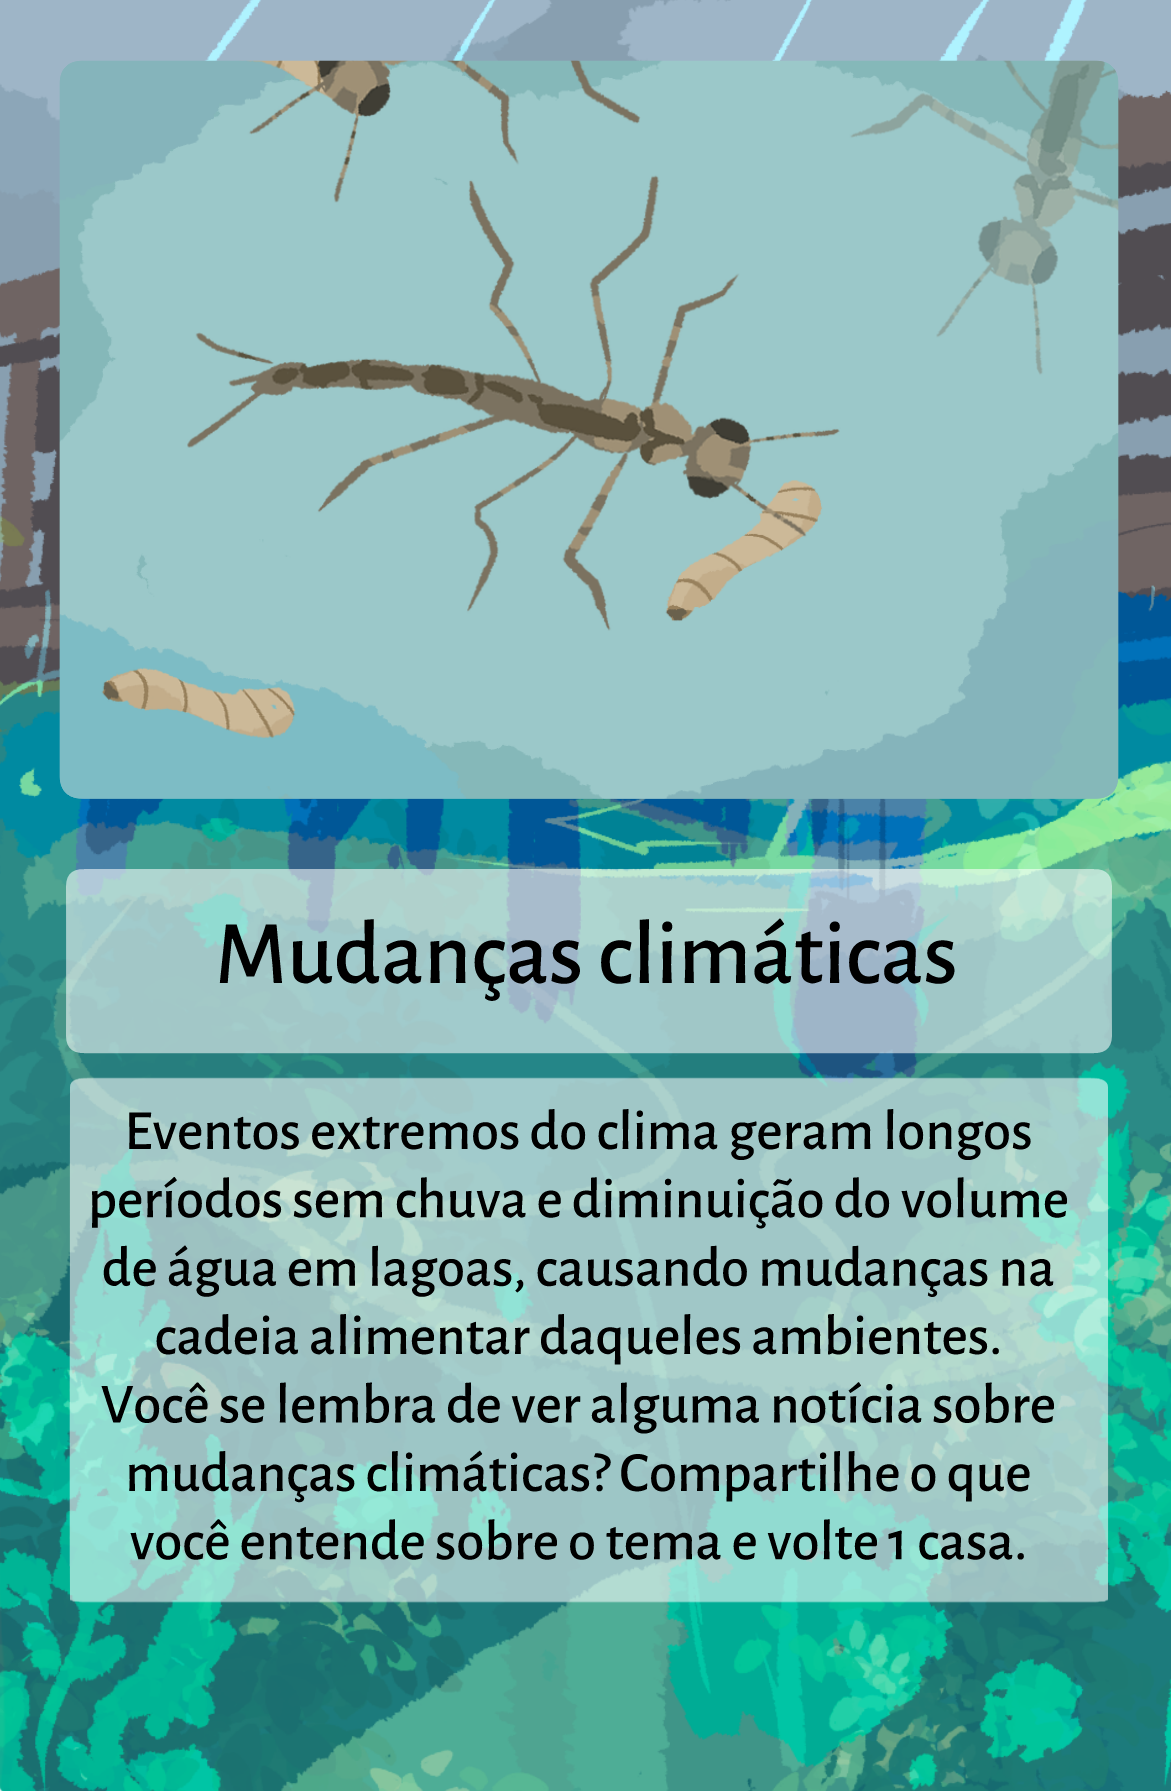 Mudanças climáticas
Eventos extremos do clima geram longos
períodos sem chuva e diminuição do volume
de água em lagoas, causando mudanças na
cadeia alimentar daqueles ambientes.
Você se lembra de ver alguma notícia sobre
mudanças climáticas? Compartilhe o que
você entende sobre o tema e volte 1 casa.